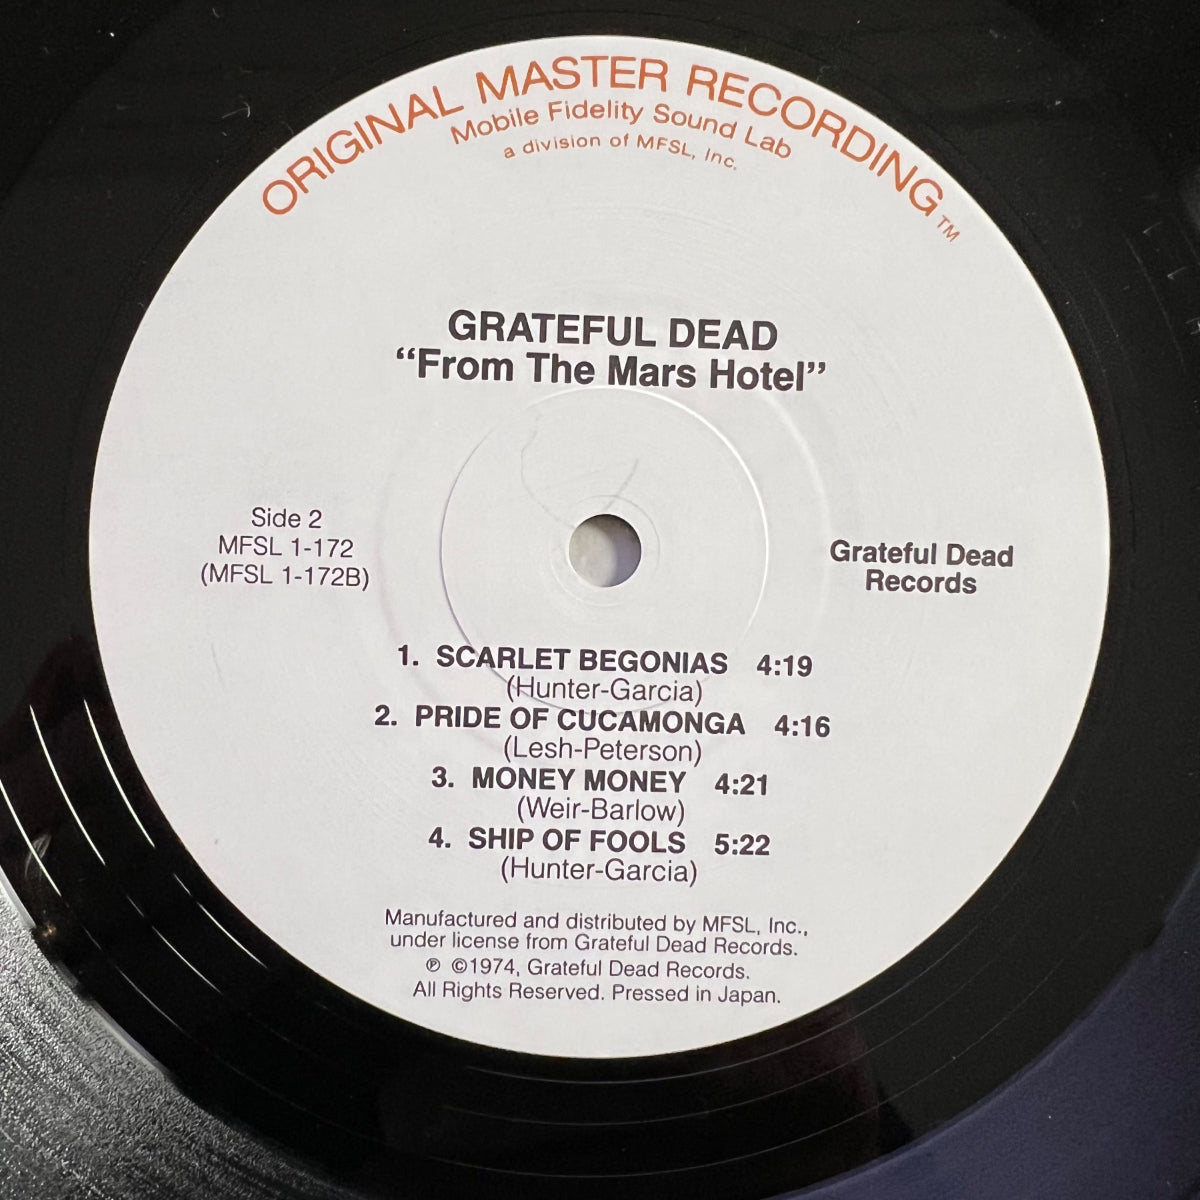 ORIGINAL MASTER RECORDING™
Mobile Fidelity Sound Lab
a division of MFSL, Inc.
GRATEFUL DEAD
“From The Mars Hotel”
Side 2
MFSL 1-172
(MFSL 1-172B)
Grateful Dead
Records
1. SCARLET BEGONIAS 4:19
(Hunter-Garcia)
2. PRIDE OF CUCAMONGA 4:16
(Lesh-Peterson)
3. MONEY MONEY 4:21
(Weir-Barlow)
4. SHIP OF FOOLS 5:22
(Hunter-Garcia)
Manufactured and distributed by MFSL, Inc.,
under license from Grateful Dead Records.
℗ ©1974, Grateful Dead Records.
All Rights Reserved. Pressed in Japan.